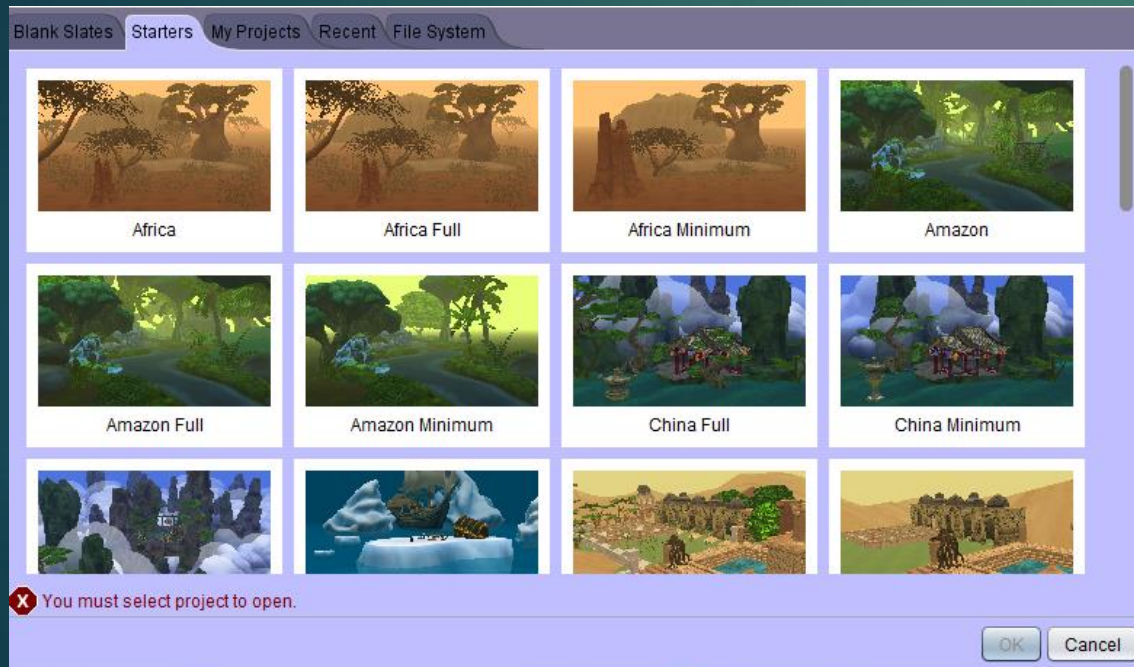 Blank Slates Starters My Projects Recent File System
Africa Africa Full Africa Minimum Amazon
Amazon Full Amazon Minimum China Full China Minimum
X You must select project to open.
OK Cancel